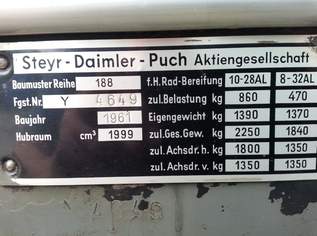 Steyr-Daimler-Puch Aktiengesellschaft
Baumuster Reihe 188 f.H.Rad-Bereifung 10-28AL 8-32AL
Fgst.Nr. Y 4649 zul.Belastung kg 860 470
Baujahr 1961 Eigengewicht kg 1390 1370
Hubraum cm³ 1999 zul.Ges.Gew. kg 2250 1840
zul.Achsdr. h. kg 1800 1350
zul.Achsdr. v. kg 1350 1350